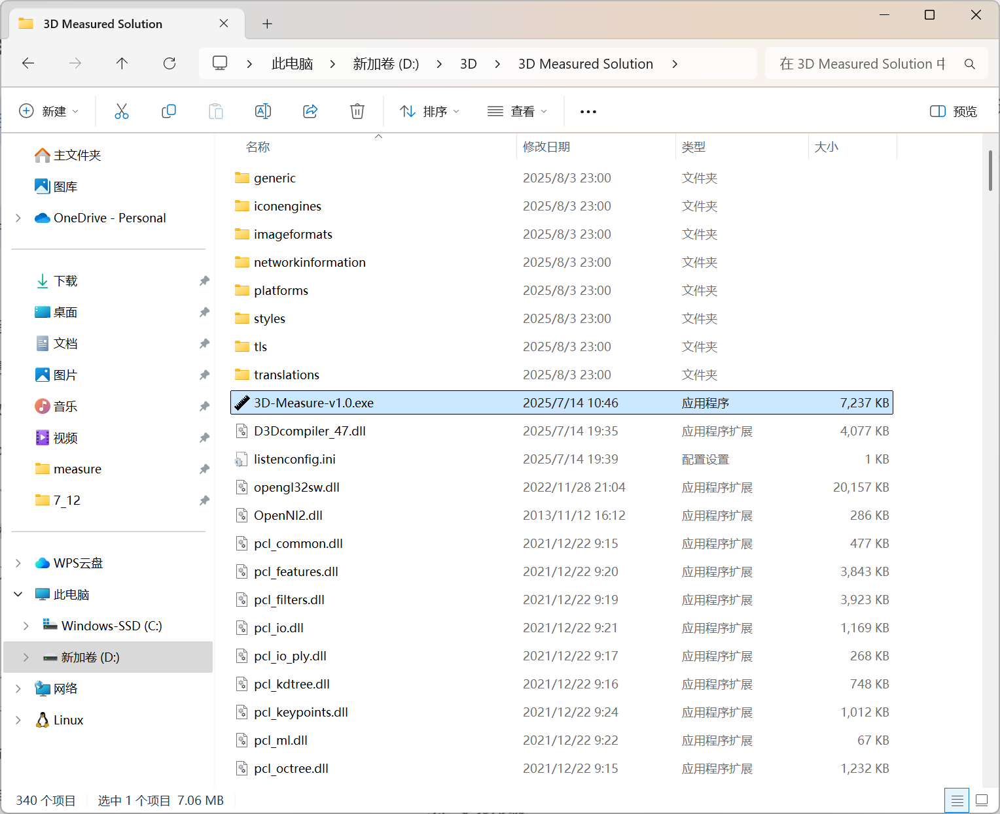 3D Measured Solution
此电脑 新加卷 (D:) 3D 3D Measured Solution 在 3D Measured Solution 中
新建 排序 查看 预览
名称 修改日期 类型 大小
主文件夹
图库
OneDrive - Personal
下载
桌面
文档
图片
音乐
视频
measure
7_12
WPS云盘
此电脑
Windows-SSD (C:)
新加卷 (D:)
网络
Linux
generic 2025/8/3 23:00 文件夹
iconengines 2025/8/3 23:00 文件夹
imageformats 2025/8/3 23:00 文件夹
networkinformation 2025/8/3 23:00 文件夹
platforms 2025/8/3 23:00 文件夹
styles 2025/8/3 23:00 文件夹
tls 2025/8/3 23:00 文件夹
translations 2025/8/3 23:00 文件夹
3D-Measure-v1.0.exe 2025/7/14 10:46 应用程序 7,237 KB
D3Dcompiler_47.dll 2025/7/14 19:35 应用程序扩展 4,077 KB
listenconfig.ini 2025/7/14 19:39 配置设置 1 KB
opengl32sw.dll 2022/11/28 21:04 应用程序扩展 20,157 KB
OpenNI2.dll 2013/11/12 16:12 应用程序扩展 286 KB
pcl_common.dll 2021/12/22 9:15 应用程序扩展 477 KB
pcl_features.dll 2021/12/22 9:20 应用程序扩展 3,843 KB
pcl_filters.dll 2021/12/22 9:19 应用程序扩展 3,923 KB
pcl_io.dll 2021/12/22 9:21 应用程序扩展 1,169 KB
pcl_io_ply.dll 2021/12/22 9:17 应用程序扩展 268 KB
pcl_kdtree.dll 2021/12/22 9:16 应用程序扩展 748 KB
pcl_keypoints.dll 2021/12/22 9:24 应用程序扩展 1,012 KB
pcl_ml.dll 2021/12/22 9:22 应用程序扩展 67 KB
pcl_octree.dll 2021/12/22 9:15 应用程序扩展 1,232 KB
340 个项目 选中 1 个项目 7.06 MB